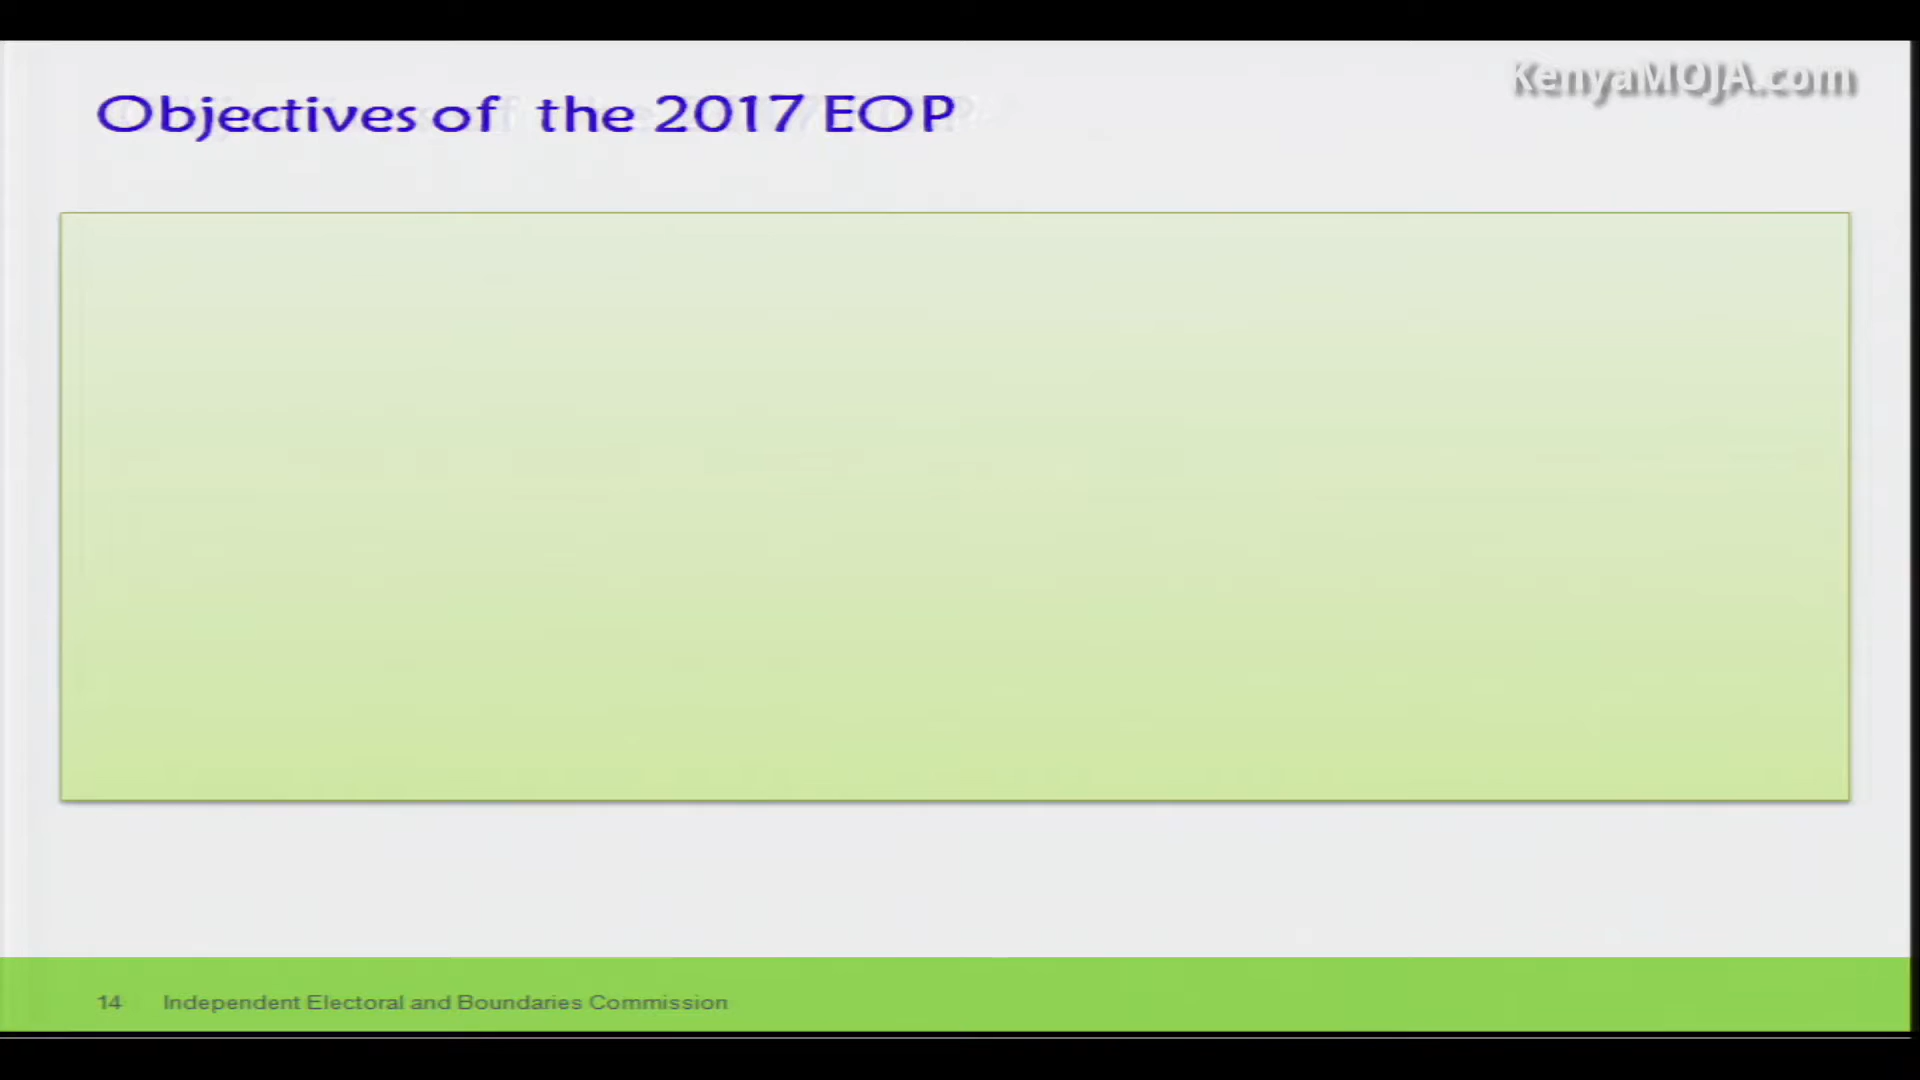 KenyaMOJA.com
Objectives of the 2017 EOP
14 Independent Electoral and Boundaries Commission